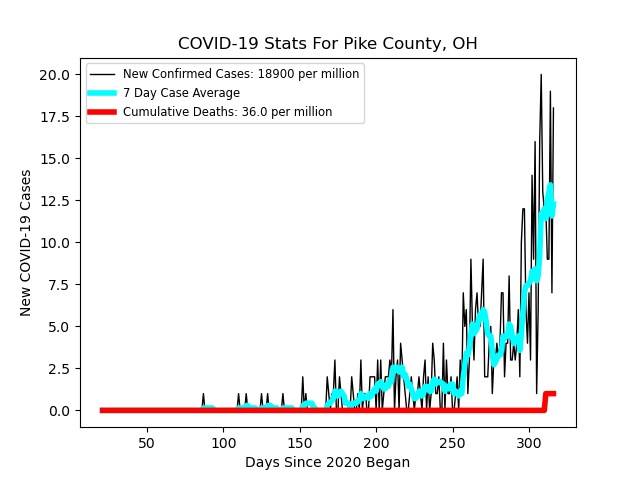 COVID-19 Stats For Pike County, OH
New Confirmed Cases: 18900 per million
7 Day Case Average
Cumulative Deaths: 36.0 per million
New COVID-19 Cases
20.0
17.5
15.0
12.5
10.0
7.5
5.0
2.5
0.0
50 100 150 200 250 300
Days Since 2020 Began